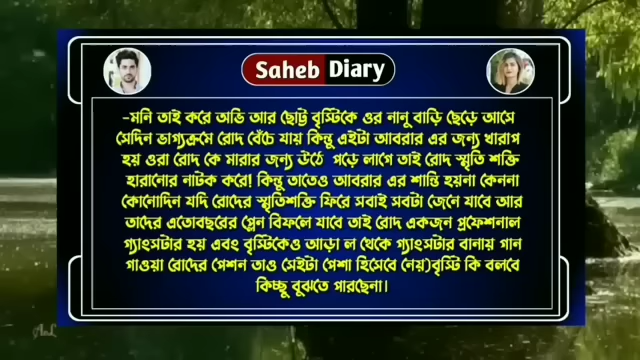 Saheb Diary
-মনি তাই করে অভি আর ছোট্ট বৃস্টিকে ওর নানু বাড়ি ছেড়ে আসে
সেদিন ভাগ্যক্রমে রোদ বেঁচে যায় কিন্তু এইটা আবরার এর জন্য খারাপ
হয় ওরা রোদ কে মারার জন্য উঠে পড়ে লাগে তাই রোদ স্মৃতি শক্তি
হারানোর নাটক করে! কিন্তু তাতেও আবরার এর শান্তি হয়না কেননা
কোনোদিন যদি রোদের স্মৃতিশক্তি ফিরে সবাই সবটা জেনে যাবে আর
তাদের এতোবছরের প্লেন বিফলে যাবে তাই রোদ একজন প্রফেশনাল
গ্যাংসটার হয় এবং বৃস্টিকেও আড়া ল থেকে গ্যাংসটার বানায় গান
গাওয়া রোদের পেশন তাও সেইটা পেশা হিসেবে নেয়)বৃস্টি কি বলবে
কিচ্ছু বুঝতে পারছেনা।